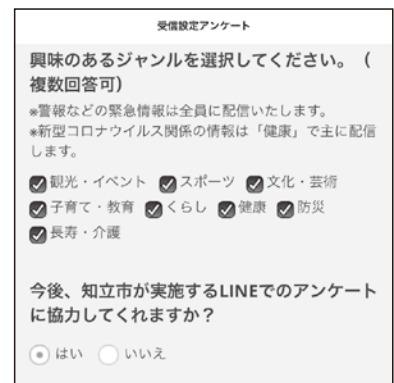 受信設定アンケート
興味のあるジャンルを選択してください。（
複数回答可）
※警報などの緊急情報は全員に配信いたします。
※新型コロナウイルス関係の情報は「健康」で主に配信
します。
観光・イベント スポーツ 文化・芸術
子育て・教育 くらし 健康 防災
長寿・介護
今後、知立市が実施するLINEでのアンケート
に協力してくれますか？
はい いいえ